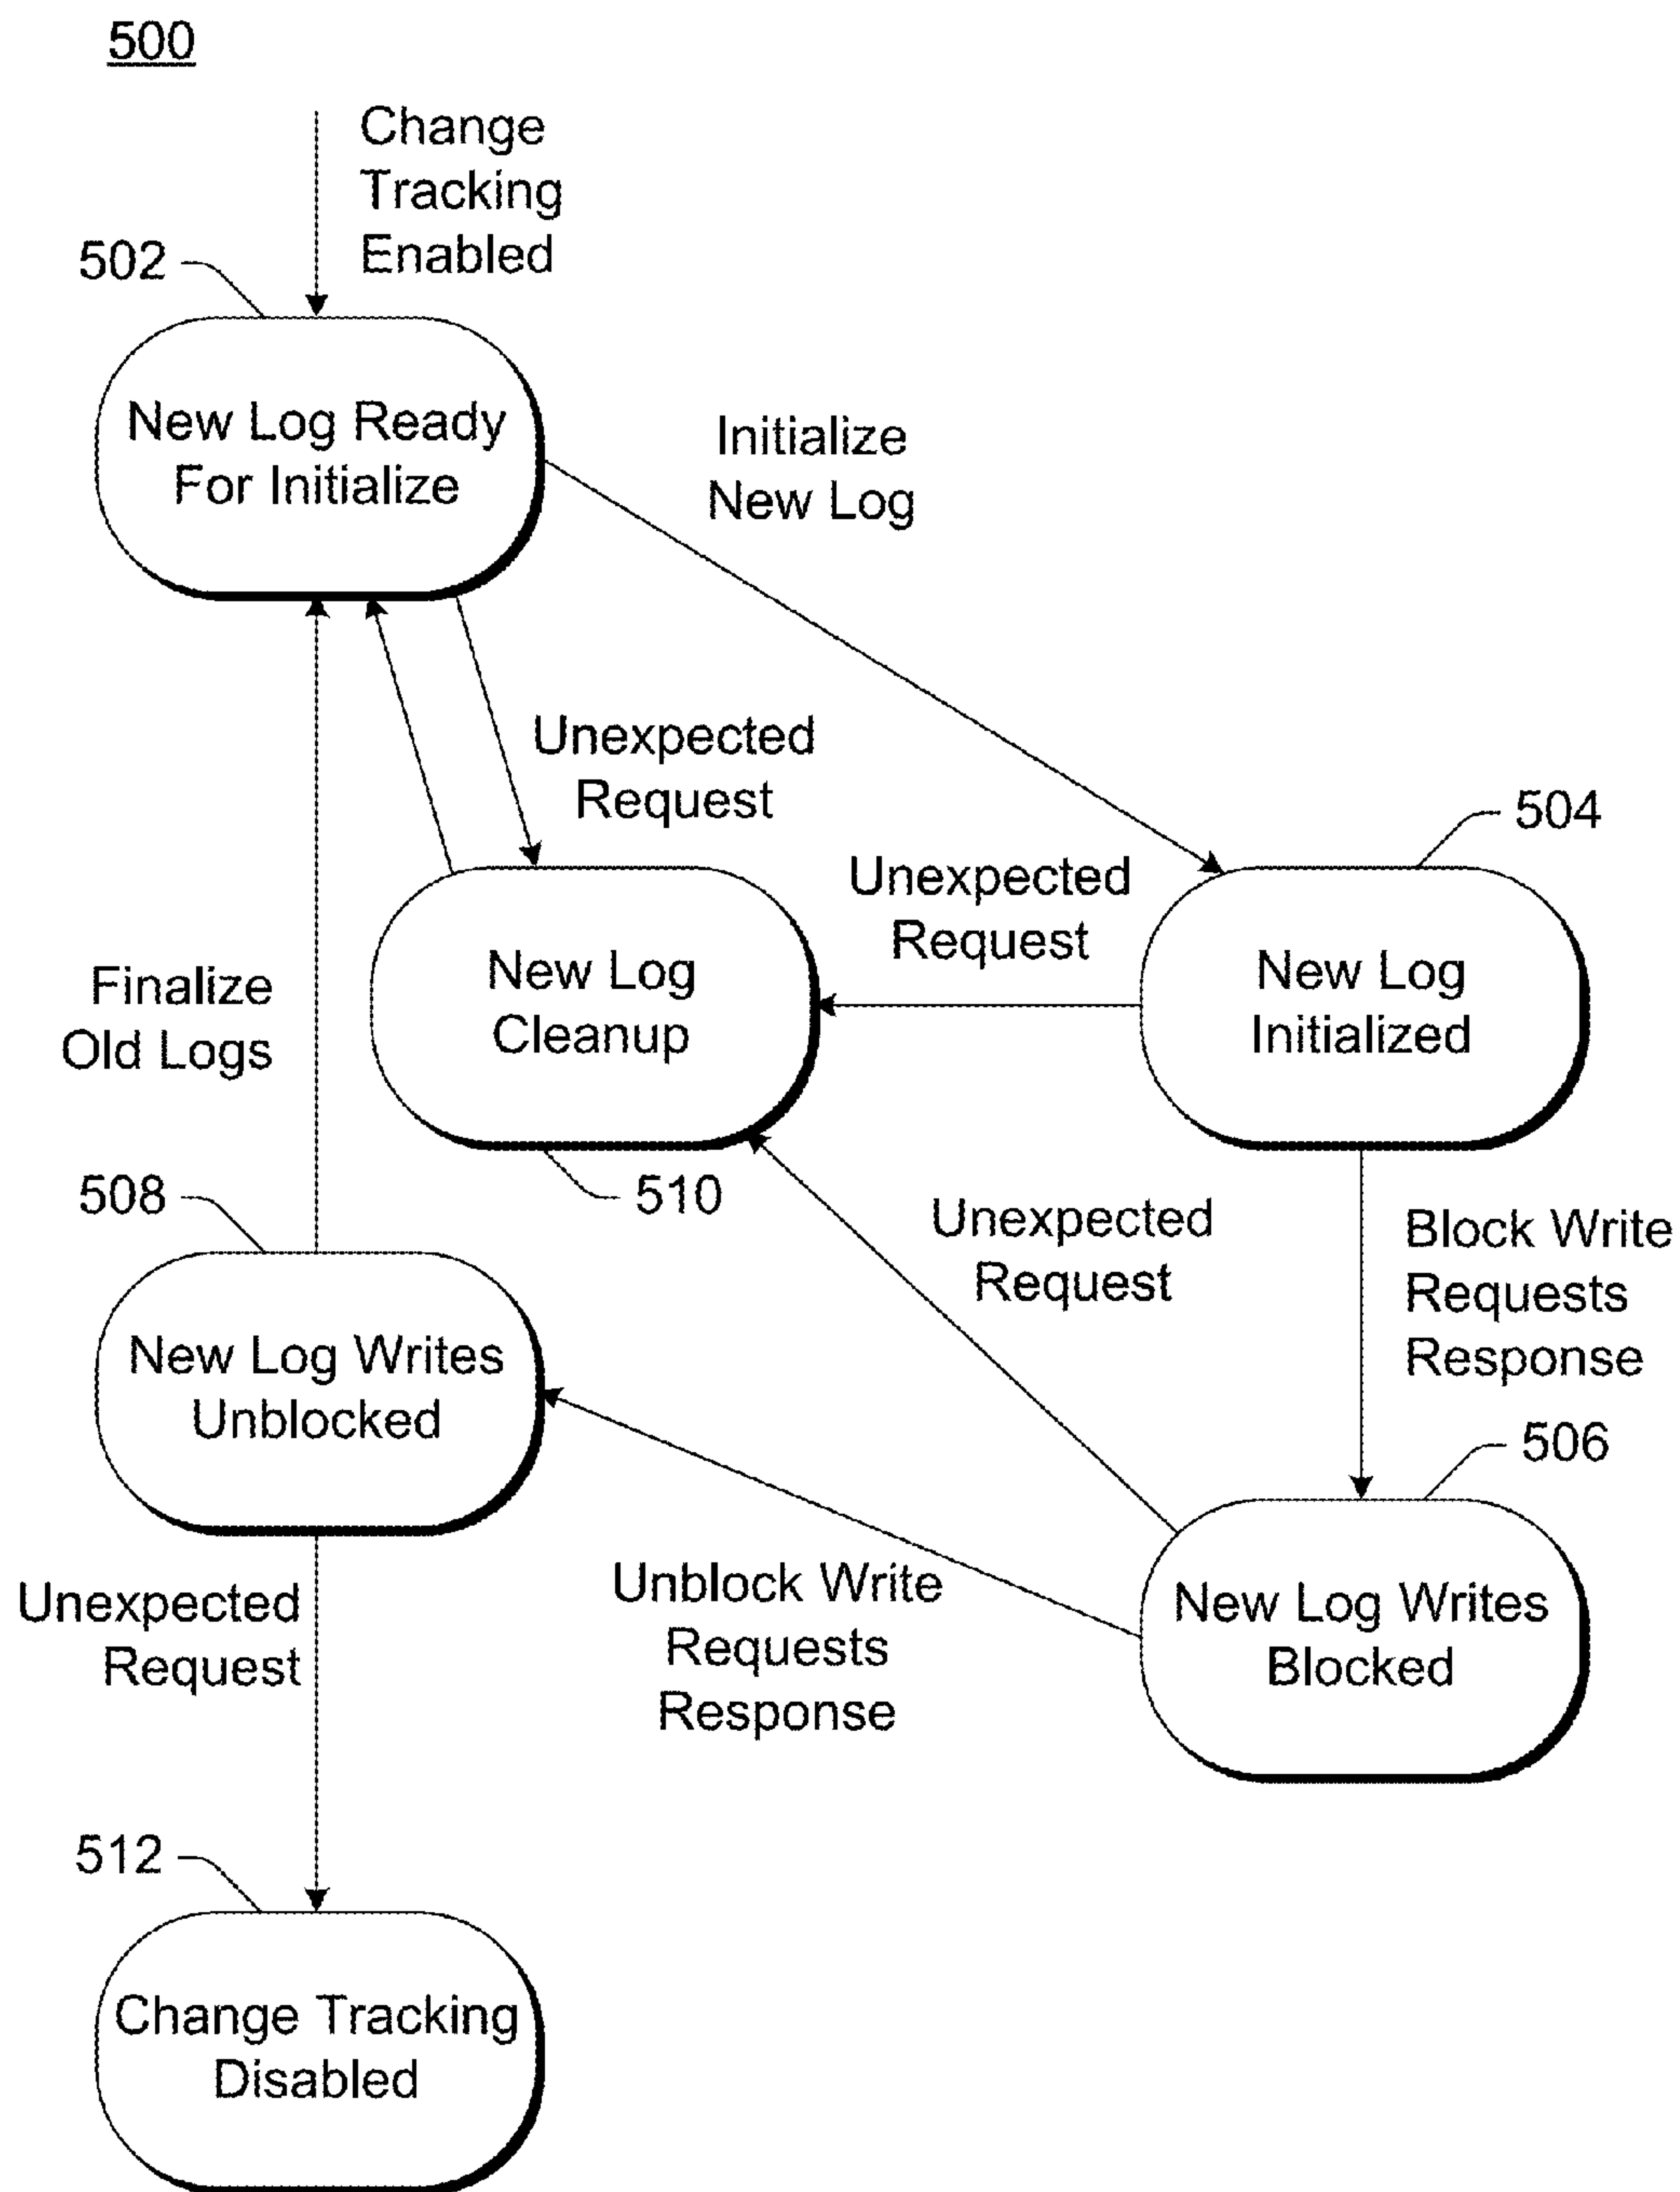 500
Change
Tracking
Enabled
502
New Log Ready
For Initialize
Initialize
New Log
Unexpected
Request
504
Unexpected
Request
New Log
Cleanup
New Log
Initialized
Finalize
Old Logs
510
508
Unexpected
Request
Block Write
Requests
Response
New Log Writes
Unblocked
506
Unblock Write
Requests
Response
New Log Writes
Blocked
Unexpected
Request
512
Change Tracking
Disabled